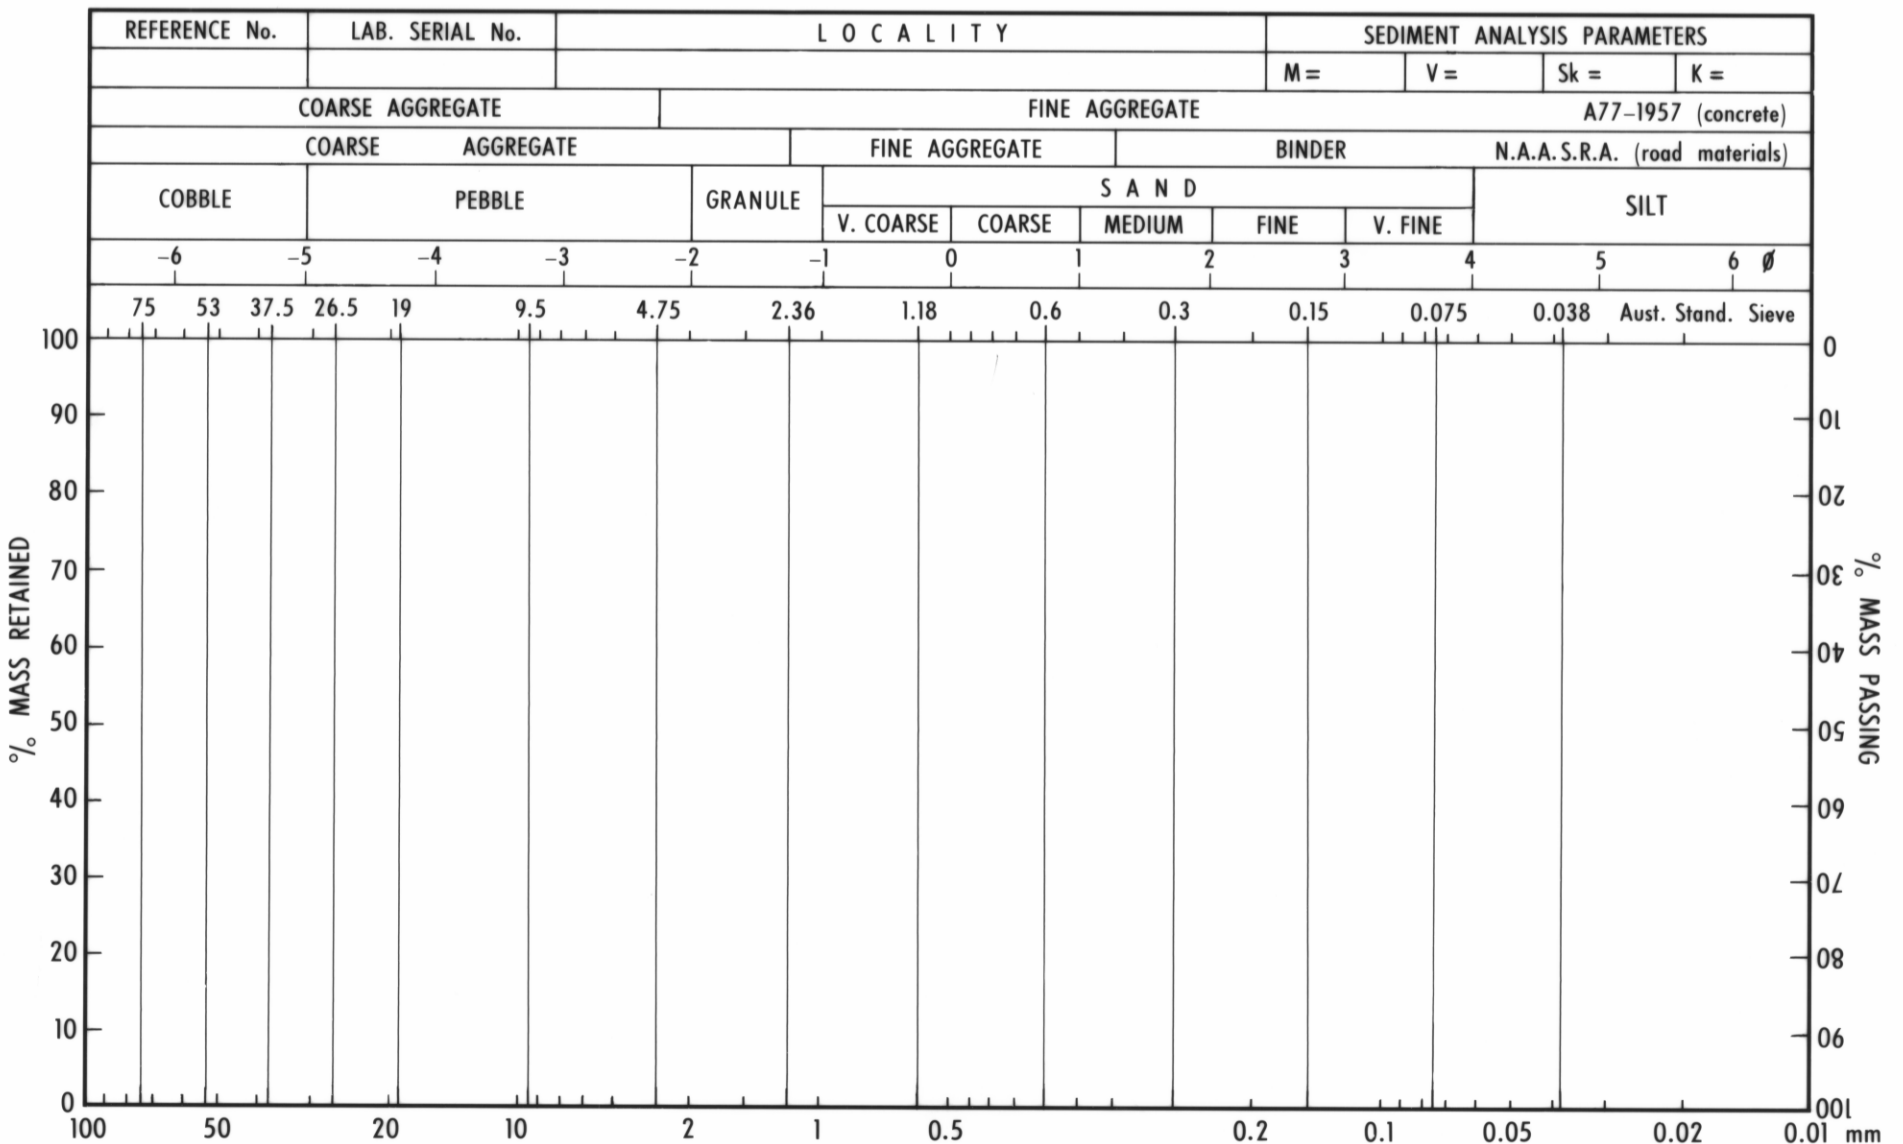 REFERENCE No. LAB. SERIAL No. LOCALITY SEDIMENT ANALYSIS PARAMETERS
M = V = Sk = K =
COARSE AGGREGATE FINE AGGREGATE A77–1957 (concrete)
COARSE AGGREGATE FINE AGGREGATE BINDER N.A.A.S.R.A. (road materials)
COBBLE PEBBLE GRANULE SAND SILT
V. COARSE COARSE MEDIUM FINE V. FINE
–6 –5 –4 –3 –2 –1 0 1 2 3 4 5 6 ø
75 53 37.5 26.5 19 9.5 4.75 2.36 1.18 0.6 0.3 0.15 0.075 0.038 Aust. Stand. Sieve
100 0
90 10
80 20
70 30
60 40
50 50
40 60
30 70
20 80
10 90
0 100
% MASS RETAINED
% MASS PASSING
100 50 20 10 2 1 0.5 0.2 0.1 0.05 0.02 0.01 mm